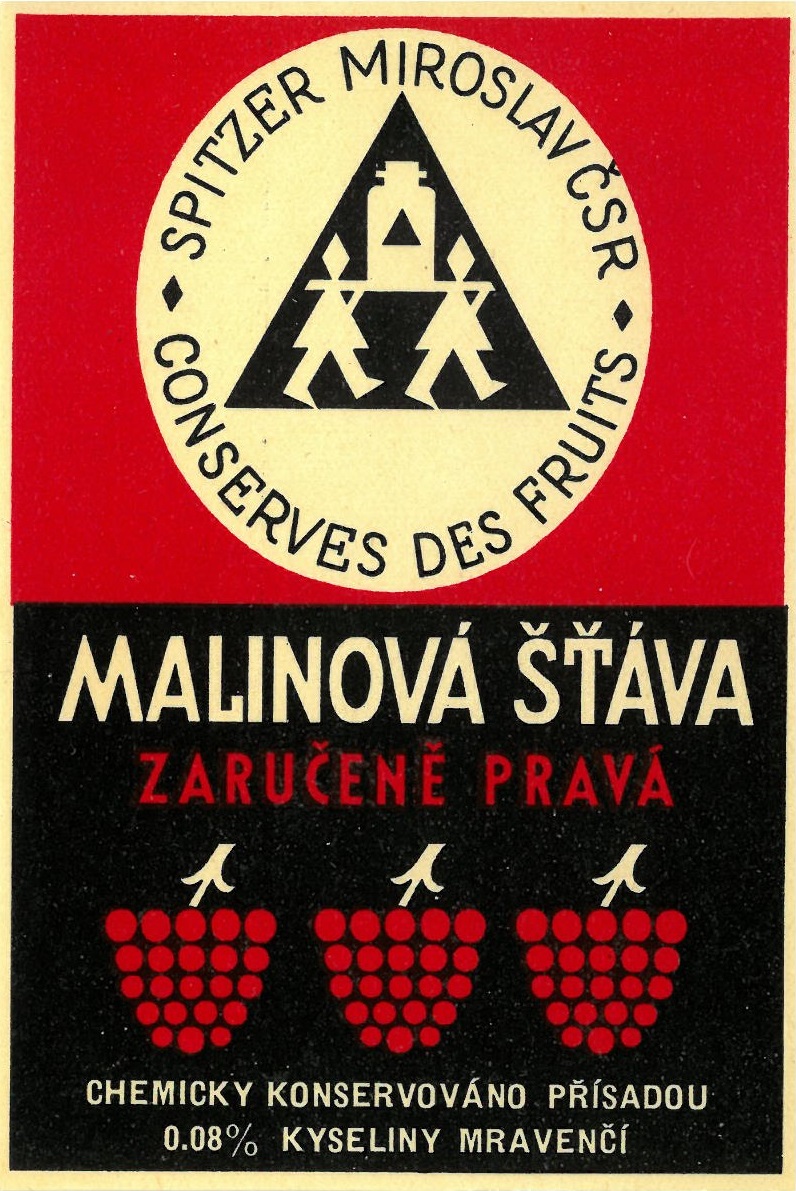 SPITZER MIROSLAV ČSR
CONSERVES DES FRUITS
MALINOVÁ ŠŤÁVA
ZARUČENĚ PRAVÁ
CHEMICKY KONSERVOVÁNO PŘÍSADOU
0.08% KYSELINY MRAVENČÍ